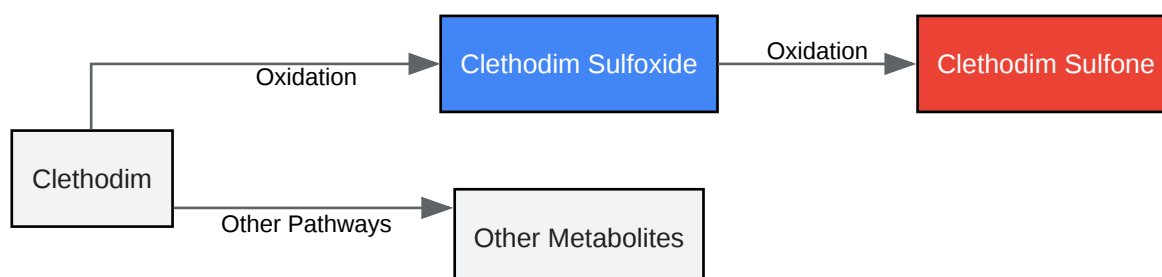 Clethodim Sulfoxide
Oxidation
Clethodim Sulfone
Oxidation
Clethodim
Other Pathways
Other Metabolites